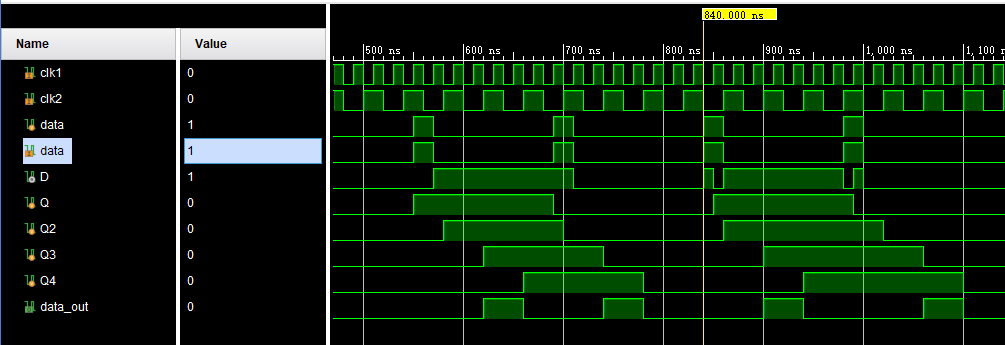 840.000 ns
Name Value
500 ns 600 ns 700 ns 800 ns 900 ns 1,000 ns 1,100
clk1 0
clk2 0
data 1
data 1
D 1
Q 0
Q2 0
Q3 0
Q4 0
data_out 0